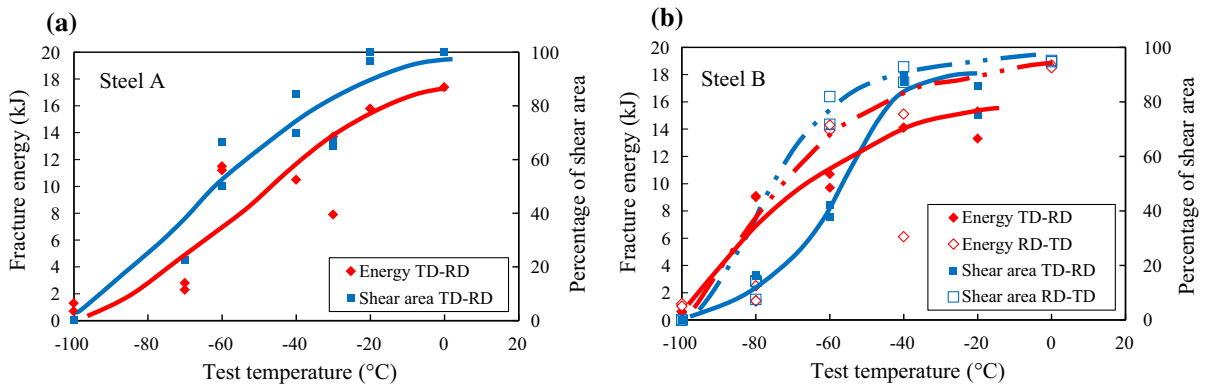 (a)
Steel A
Fracture energy (kJ)
20
18
16
14
12
10
8
6
4
2
0
100
80
60
40
20
0
Percentage of shear area
Energy TD-RD
Shear area TD-RD
-100 -80 -60 -40 -20 0 20
Test temperature (°C)
(b)
Steel B
Fracture energy (kJ)
20
18
16
14
12
10
8
6
4
2
0
100
80
60
40
20
0
Percentage of shear area
Energy TD-RD
Energy RD-TD
Shear area TD-RD
Shear area RD-TD
-100 -80 -60 -40 -20 0 20
Test temperature (°C)